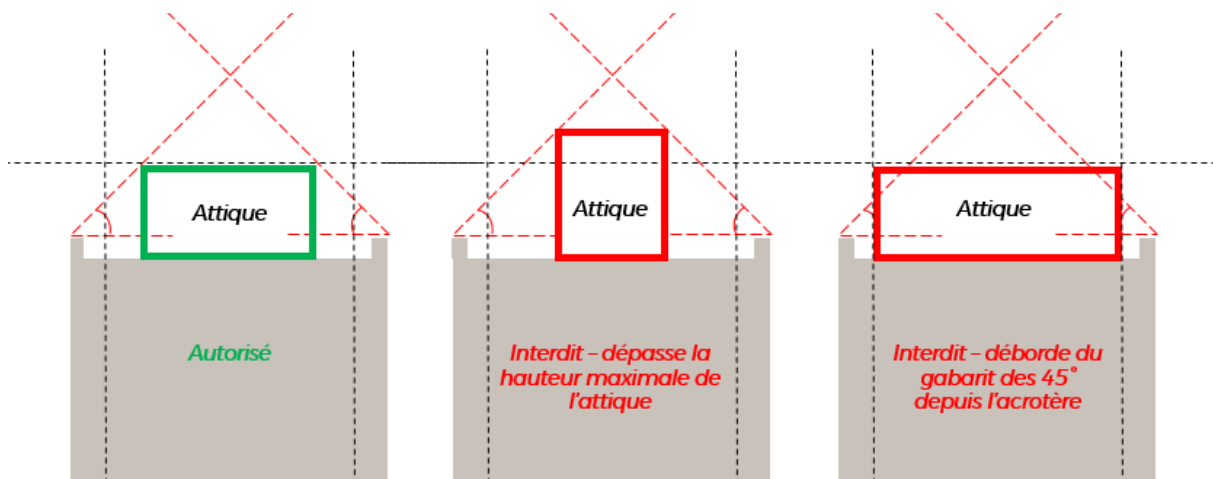 Attique
Attique
Attique
Autorisé
Interdit – dépasse la
hauteur maximale de
l'attique
Interdit – déborde du
gabarit des 45°
depuis l'acrotère